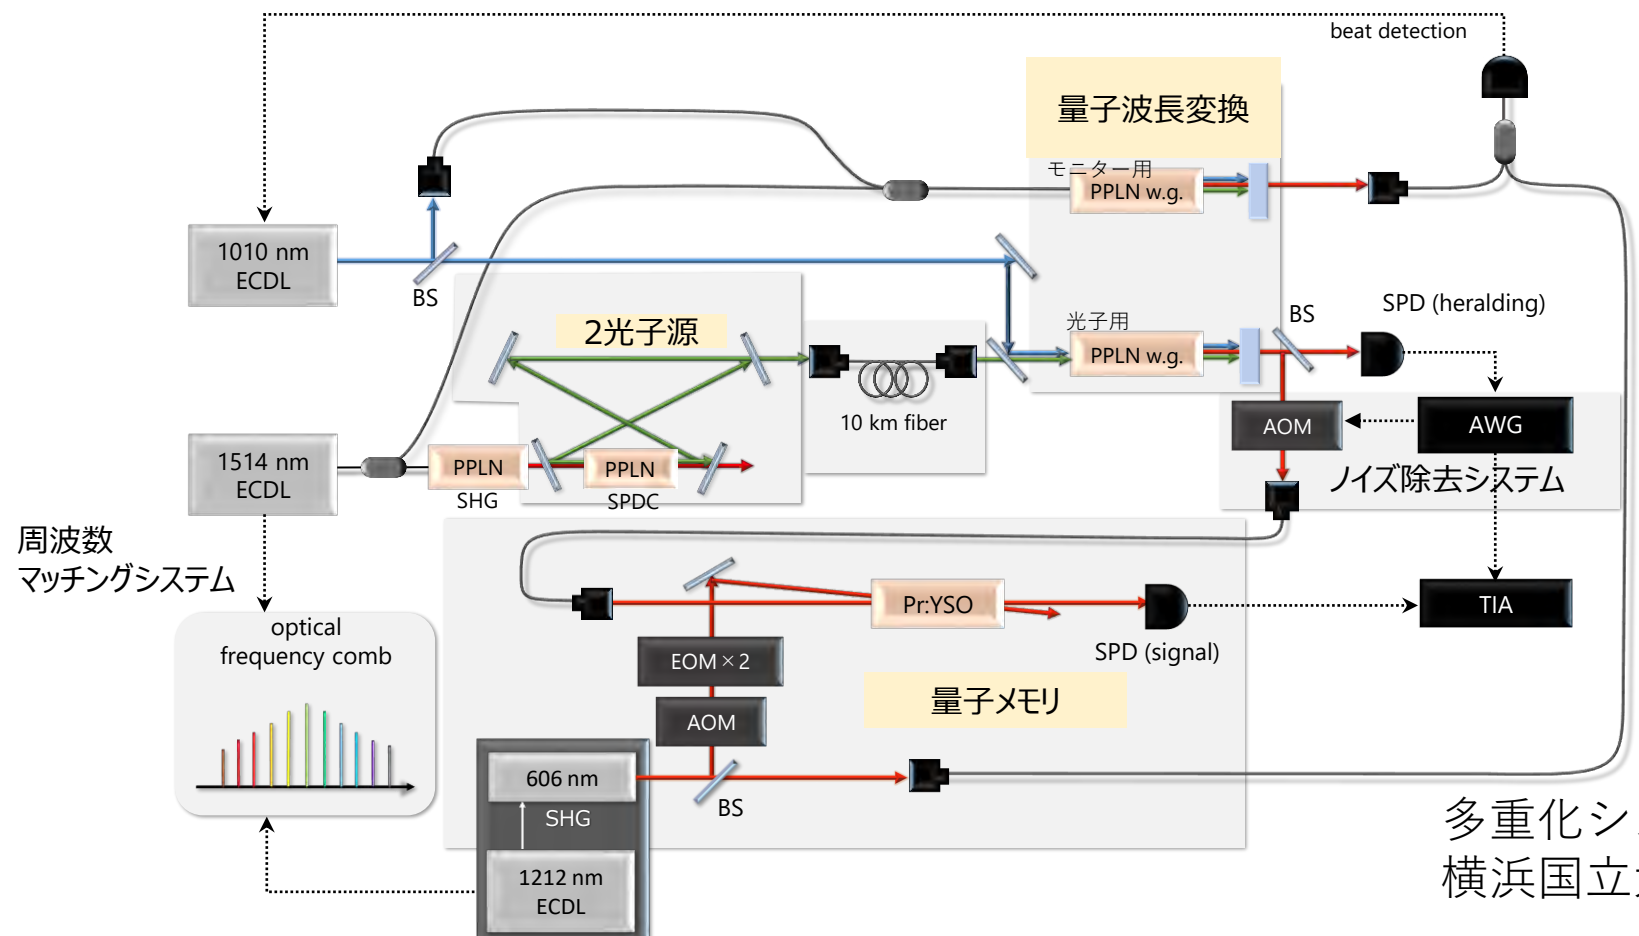 beat detection
量子波長変換
モニター用
PPLN w.g.
1010 nm
ECDL
BS
2光子源
光子用
PPLN w.g.
BS
SPD (heralding)
10 km fiber
AOM
AWG
1514 nm
ECDL
PPLN
SHG
PPLN
SPDC
ノイズ除去システム
周波数
マッチングシステム
optical
frequency comb
Pr:YSO
TIA
SPD (signal)
EOM×2
量子メモリ
AOM
606 nm
BS
SHG
1212 nm
ECDL
多重化シ
横浜国立